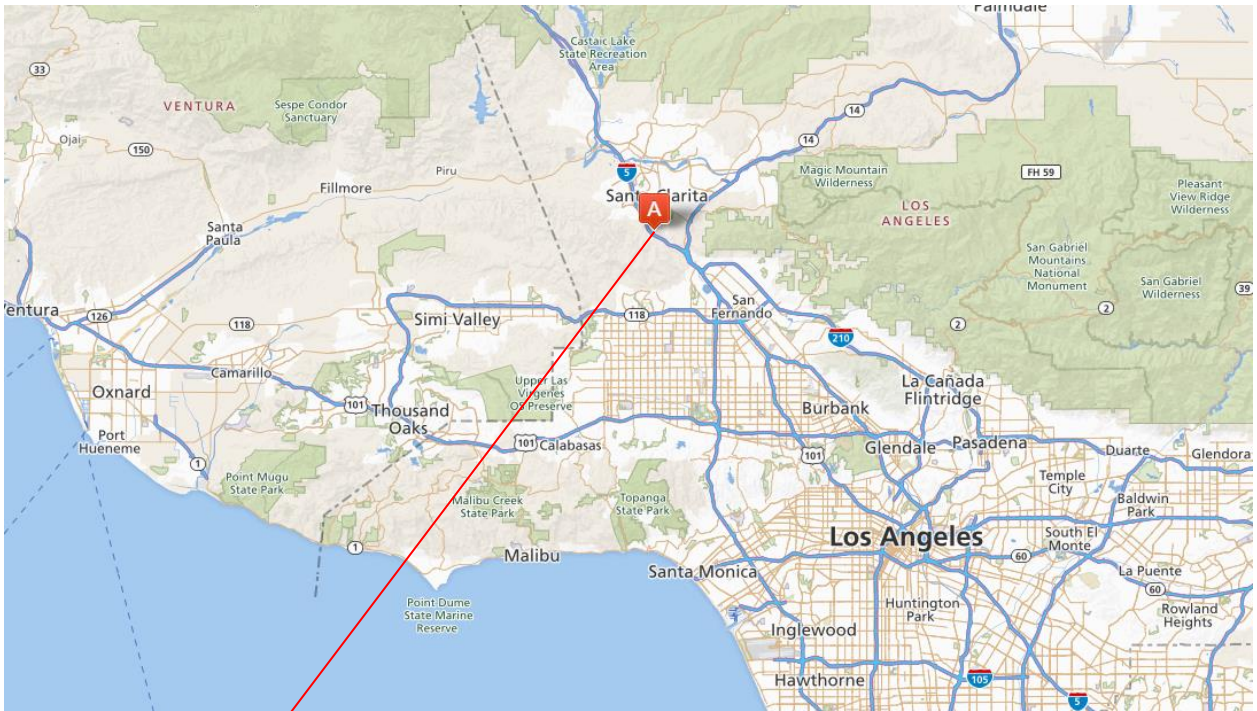 Palmdale
Castaic Lake
State Recreation
Area
33
VENTURA
Sespe Condor
Sanctuary
14
Ojai
150
Piru
14
5
Magic Mountain
Wilderness
FH 59
Pleasant
View Ridge
Wilderness
Fillmore
Santa Clarita
A
LOS
ANGELES
Santa
Paula
San Gabriel
Mountains
National
Monument
San Gabriel
Wilderness
39
2
Ventura
126
118
Simi Valley
118
San
Fernando
2
210
Camarillo
Oxnard
101
Upper Las
Virgenes
OS Preserve
La Cañada
Flintridge
Thousand
Oaks
Burbank
Port
Hueneme
101
Calabasas
101
Glendale
Pasadena
Duarte
Glendora
1
Point Mugu
State Park
Temple
City
Malibu Creek
State Park
Topanga
State Park
Baldwin
Park
1
Malibu
Los Angeles
South El
Monte
60
Santa Monica
La Puente
60
Point Dume
State Marine
Reserve
Huntington
Park
Rowland
Heights
Inglewood
Hawthorne
105
5